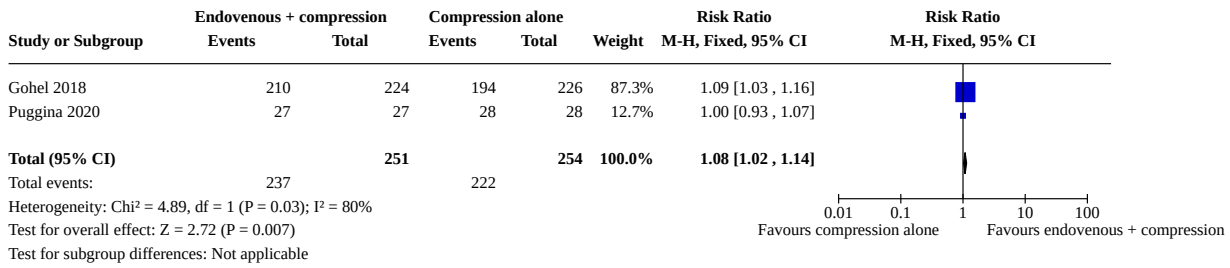 Endovenous + compression Compression alone Risk Ratio Risk Ratio
Study or Subgroup Events Total Events Total Weight M-H, Fixed, 95% CI M-H, Fixed, 95% CI
Gohel 2018 210 224 194 226 87.3% 1.09 [1.03 , 1.16]
Puggina 2020 27 27 28 28 12.7% 1.00 [0.93 , 1.07]
Total (95% CI) 251 254 100.0% 1.08 [1.02 , 1.14]
Total events: 237 222
Heterogeneity: Chi² = 4.89, df = 1 (P = 0.03); I² = 80%
0.01 0.1 1 10 100
Test for overall effect: Z = 2.72 (P = 0.007)
Favours compression alone Favours endovenous + compression
Test for subgroup differences: Not applicable